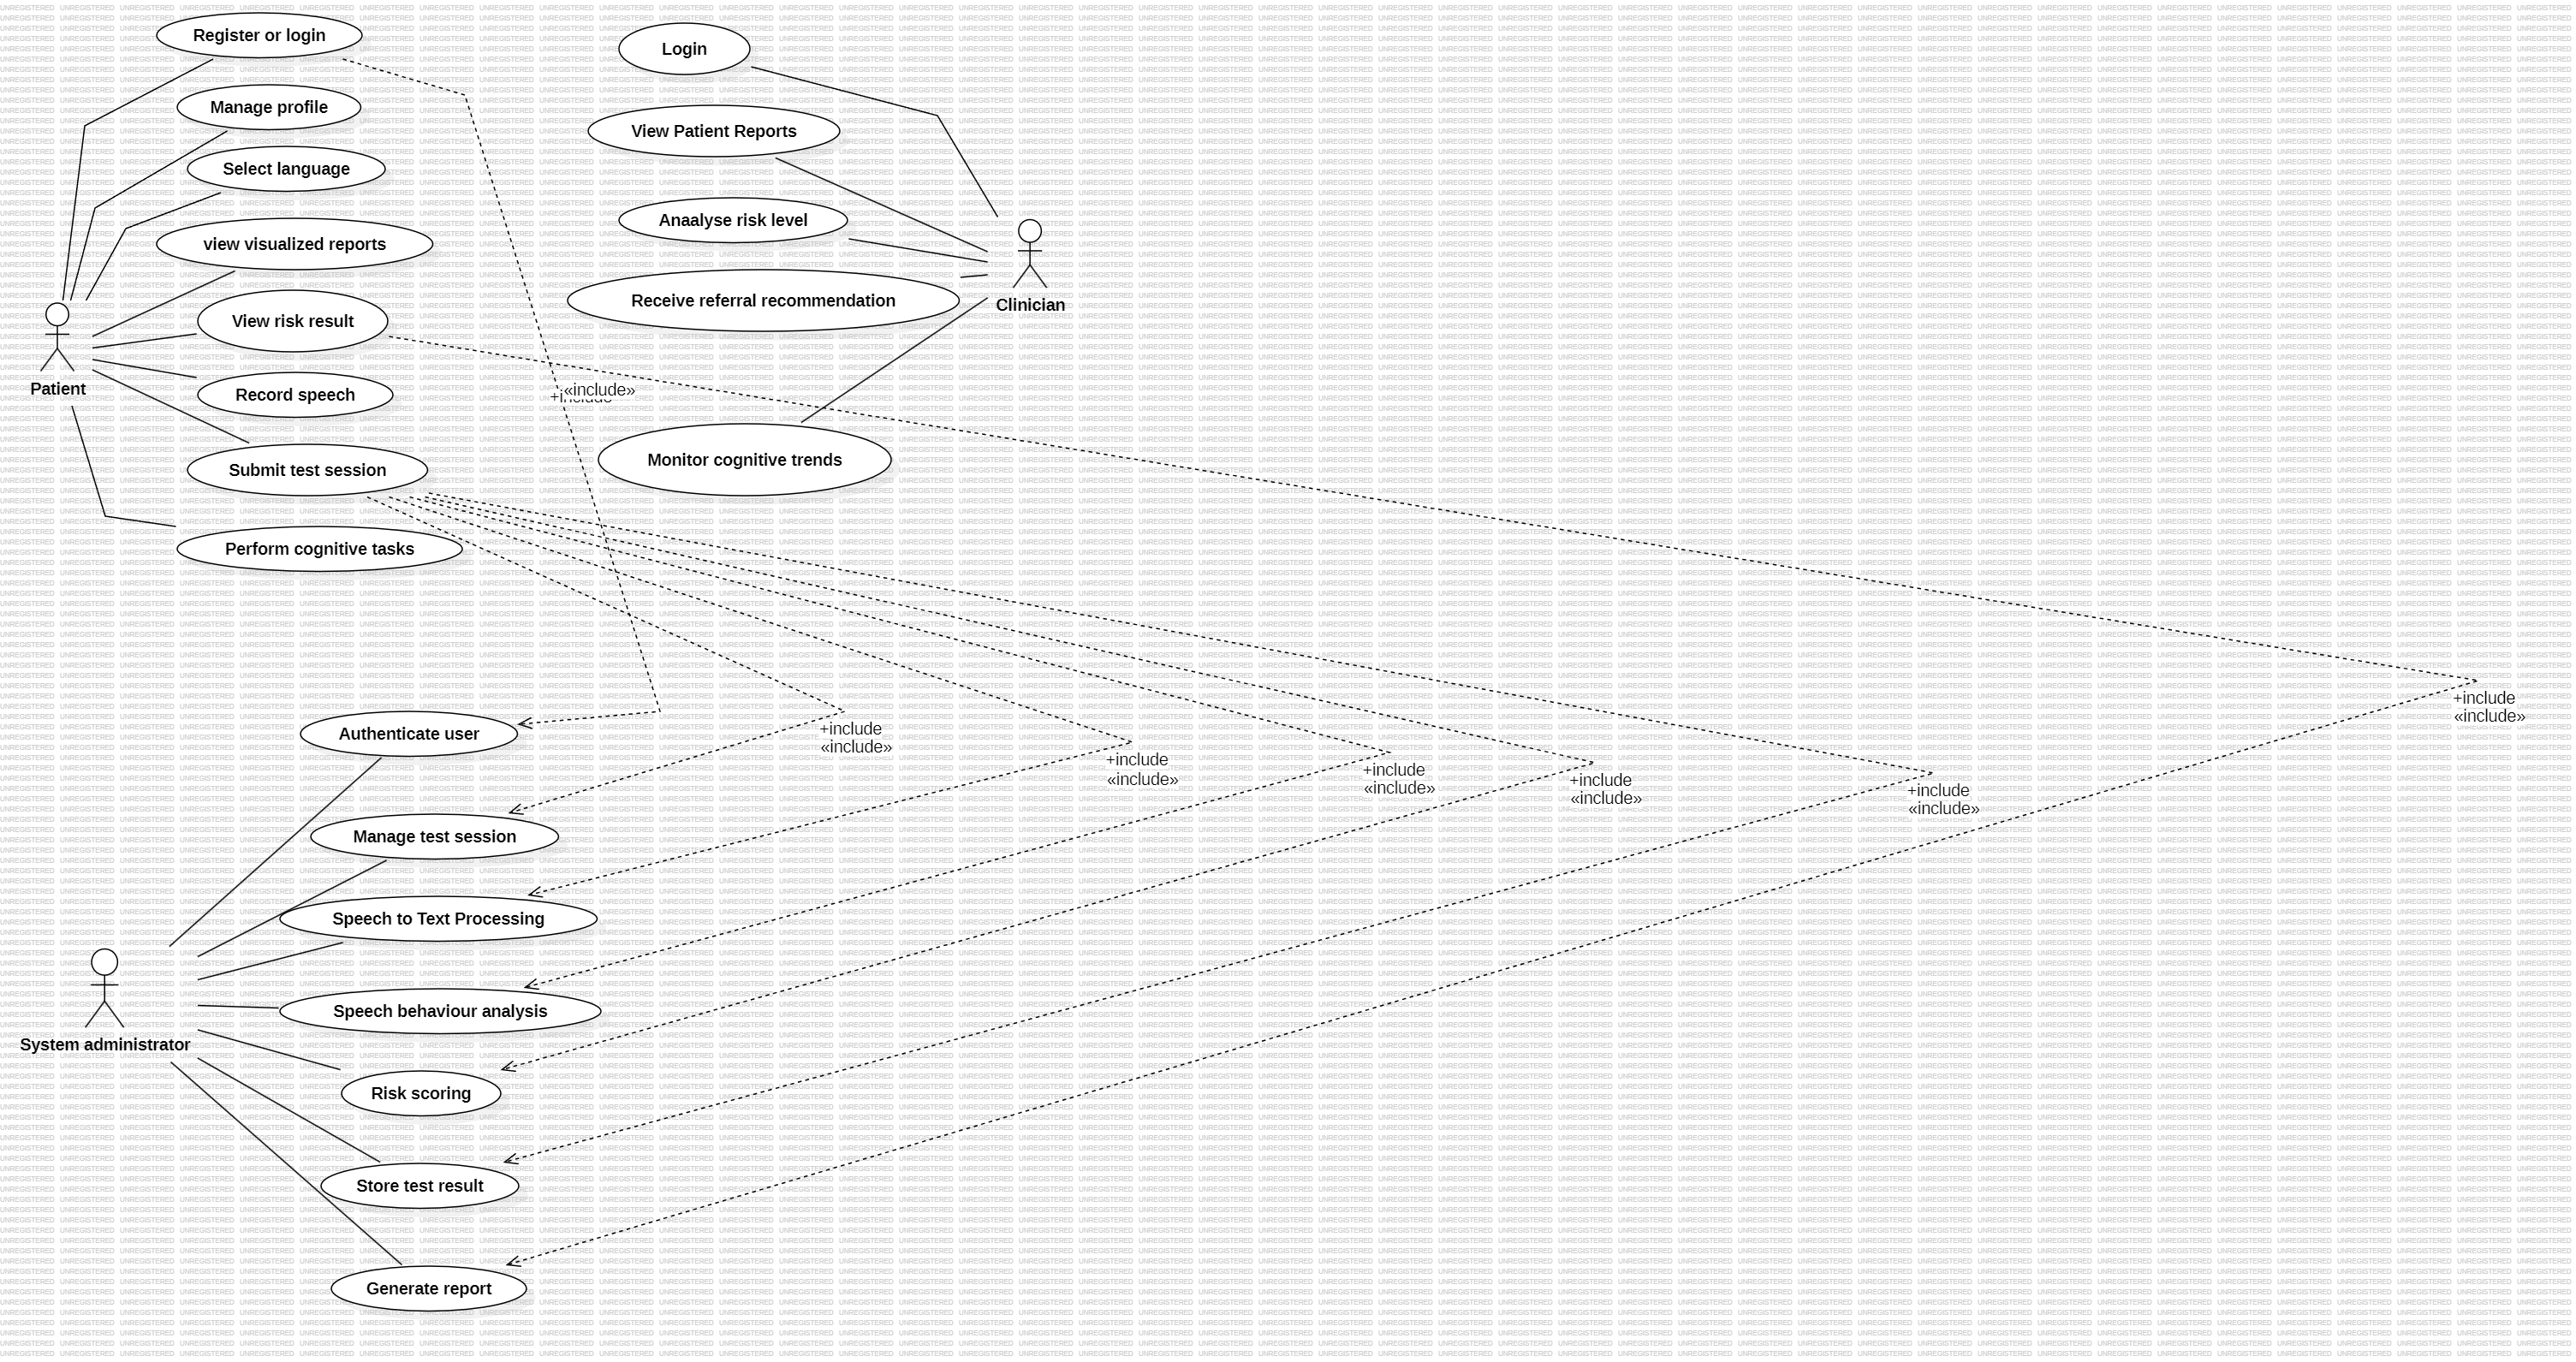 Register or login
Manage profile
Select language
view visualized reports
View risk result
Record speech
Submit test session
Perform cognitive tasks
Patient
Login
View Patient Reports
Anaalyse risk level
Receive referral recommendation
Monitor cognitive trends
Clinician
+include
«include»
Authenticate user
Manage test session
Speech to Text Processing
Speech behaviour analysis
Risk scoring
Store test result
Generate report
System administrator
+include
«include»
+include
«include»
+include
«include»
+include
«include»
+include
«include»
+include
«include»
UNREGISTERED